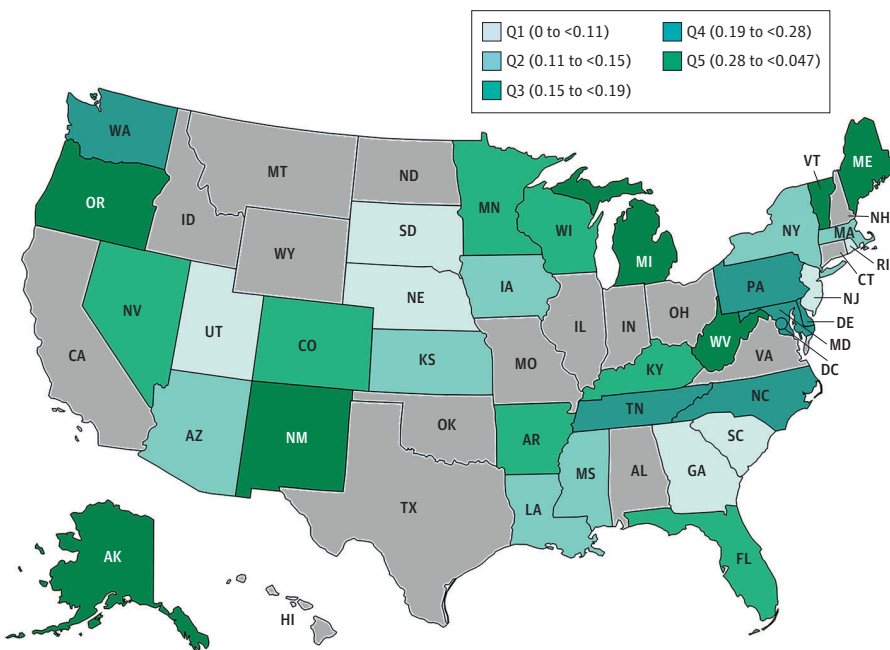 Q1 (0 to <0.11)
Q4 (0.19 to <0.28)
Q2 (0.11 to <0.15)
Q5 (0.28 to <0.047)
Q3 (0.15 to <0.19)
WA
MT
ND
MN
VT
ME
OR
ID
SD
WI
NY
NH
MA
WY
MI
RI
IA
PA
CT
NE
NJ
NV
OH
IL
IN
DE
UT
CO
MD
WV
CA
KS
MO
VA
DC
KY
NC
TN
OK
AZ
NM
AR
SC
MS
AL
GA
TX
LA
AK
FL
HI